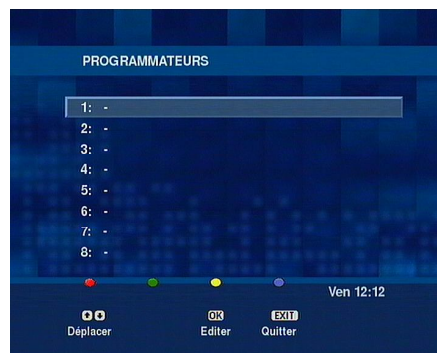 PROGRAMMATEURS
1: -
2: -
3: -
4: -
5: -
6: -
7: -
8: -
Ven 12:12
OK EXIT
Déplacer Editer Quitter